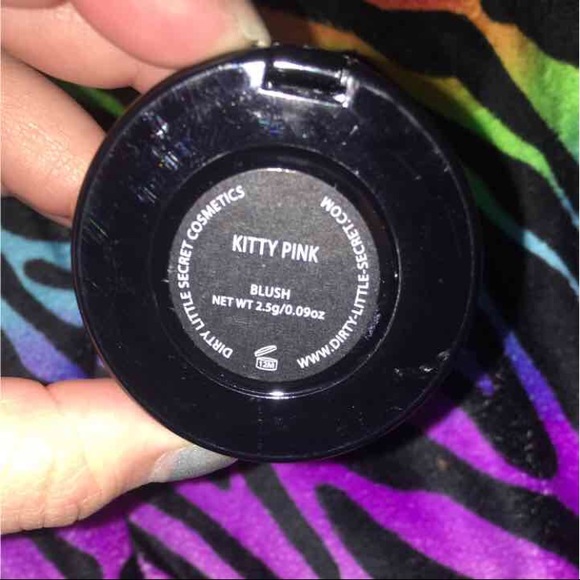 DIRTY LITTLE SECRET COSMETICS
KITTY PINK
BLUSH
NET WT 2.5g/0.09oz
12M
WWW.DIRTY-LITTLE-SECRET.COM